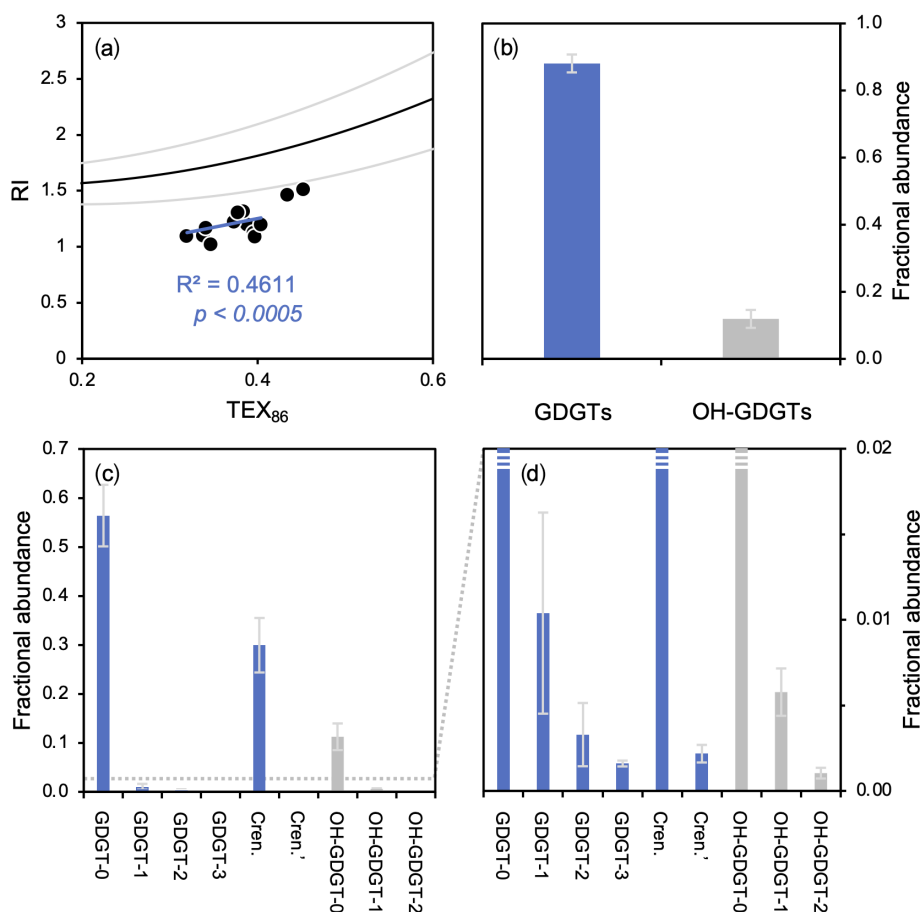 (a)
3
2.5
2
1.5
1
0.5
0
RI
0.2
0.4
0.6
TEX₈₆
R² = 0.4611
p < 0.0005
(b)
1.0
0.8
0.6
0.4
0.2
0.0
Fractional abundance
GDGTs
OH-GDGTs
(c)
0.7
0.6
0.5
0.4
0.3
0.2
0.1
0.0
Fractional abundance
GDGT-0
GDGT-1
GDGT-2
GDGT-3
Cren.
Cren.’
OH-GDGT-0
OH-GDGT-1
OH-GDGT-2
(d)
0.02
0.01
0.00
Fractional abundance
GDGT-0
GDGT-1
GDGT-2
GDGT-3
Cren.
Cren.’
OH-GDGT-0
OH-GDGT-1
OH-GDGT-2